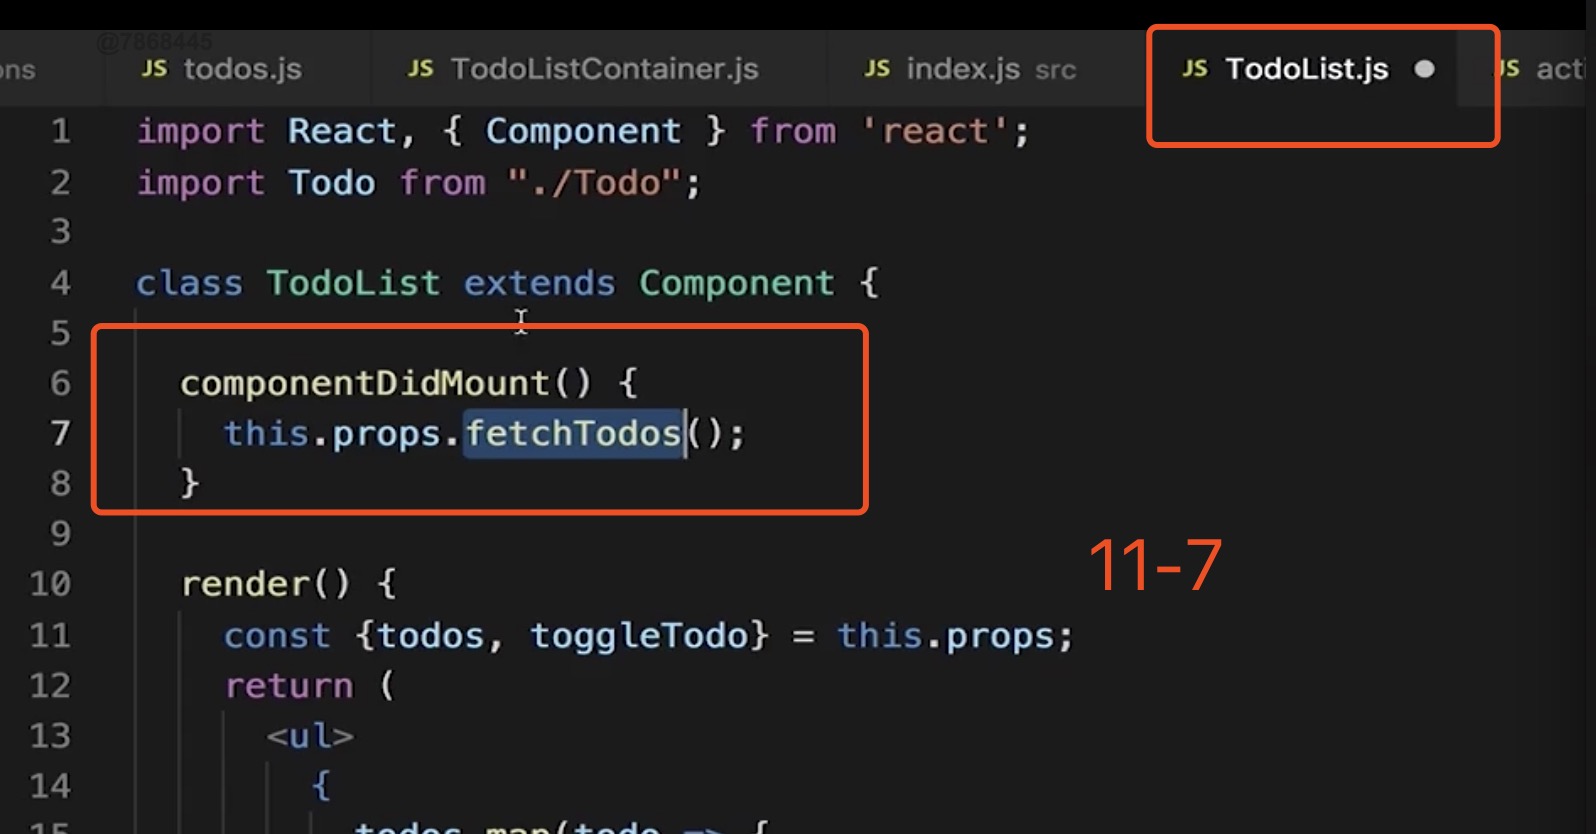 @7868445
ons JS todos.js JS TodoListContainer.js JS index.js src JS TodoList.js JS acti
1 import React, { Component } from 'react';
2 import Todo from "./Todo";
3
4 class TodoList extends Component {
5
6 componentDidMount() {
7 this.props.fetchTodos();
8 }
9
10 render() {
11 const {todos, toggleTodo} = this.props;
12 return (
13 <ul>
14 {
15 todos.map(todo => {
11-7